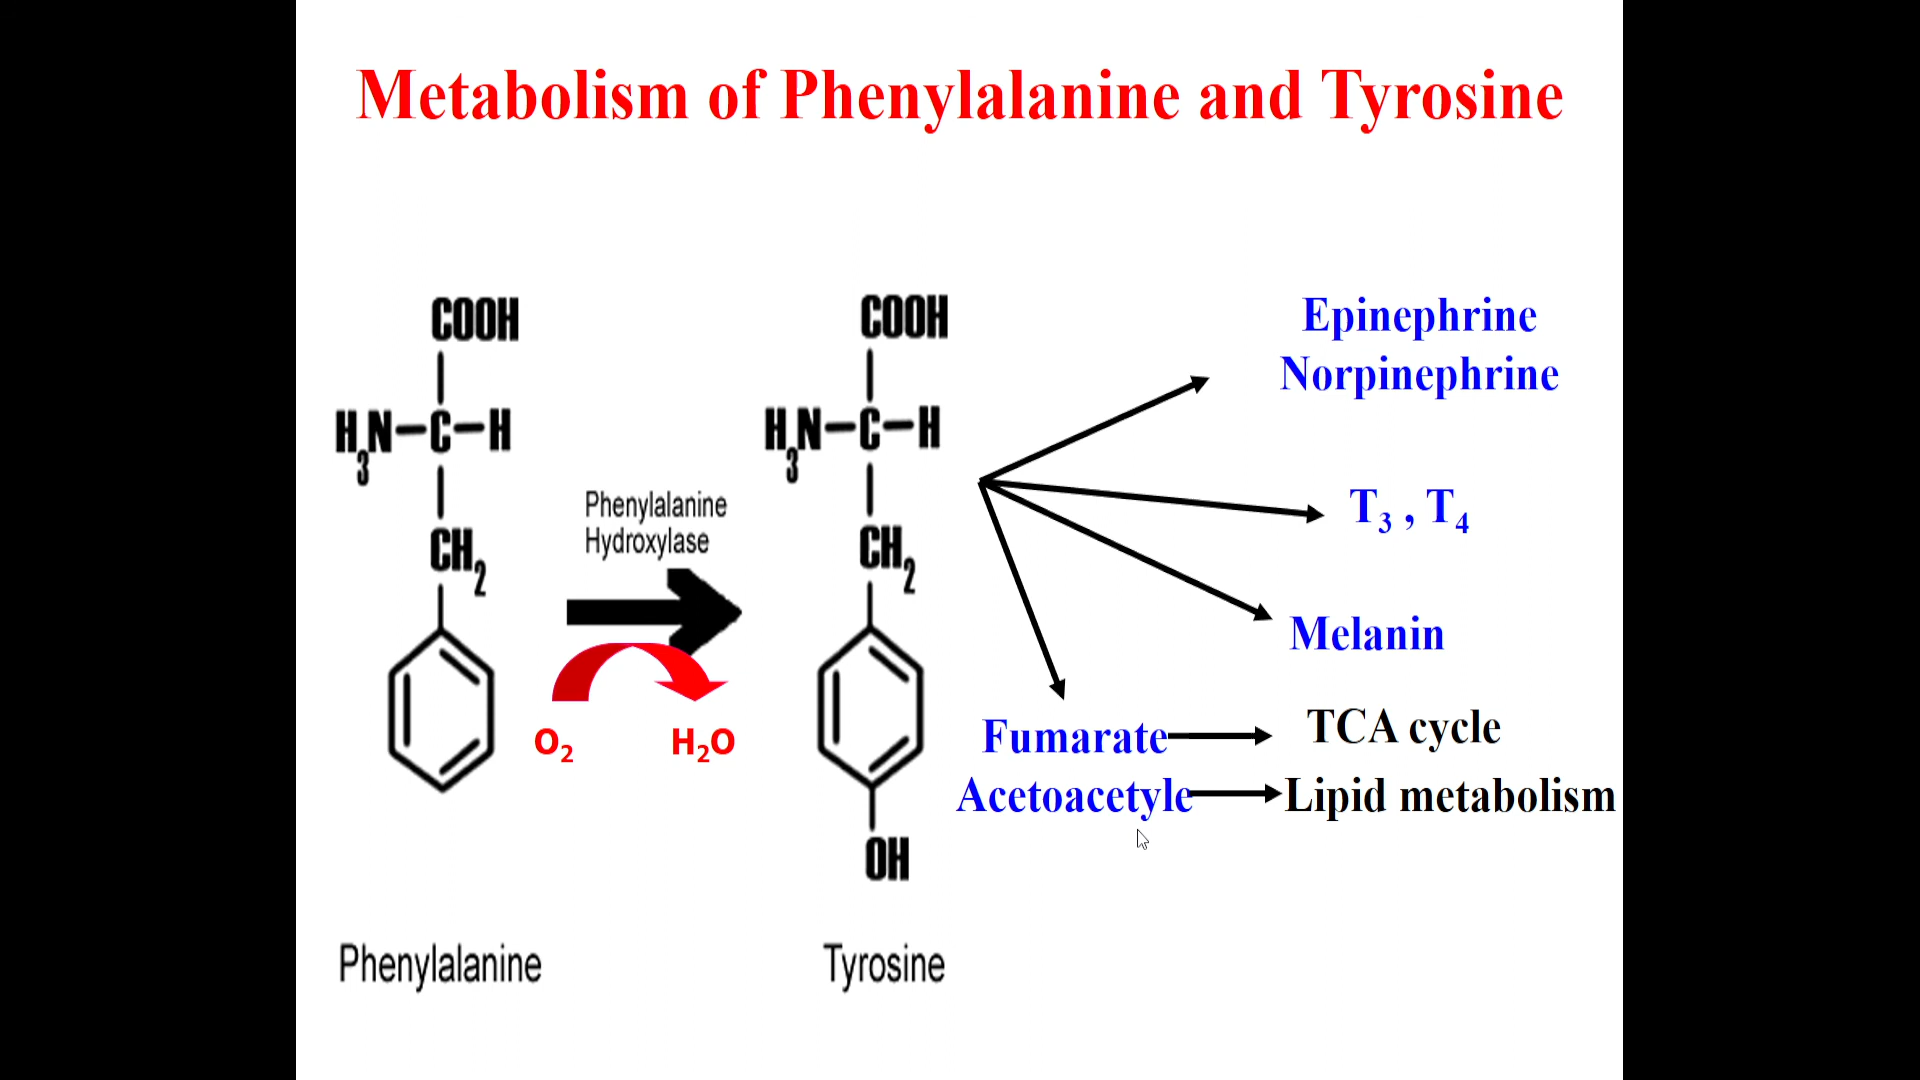 Metabolism of Phenylalanine and Tyrosine
COOH
H₃N–C–H
CH₂
Phenylalanine
Hydroxylase
O₂
H₂O
Phenylalanine
COOH
H₃N–C–H
CH₂
OH
Tyrosine
Epinephrine
Norpinephrine
T₃ , T₄
Melanin
Fumarate
TCA cycle
Acetoacetyle
Lipid metabolism